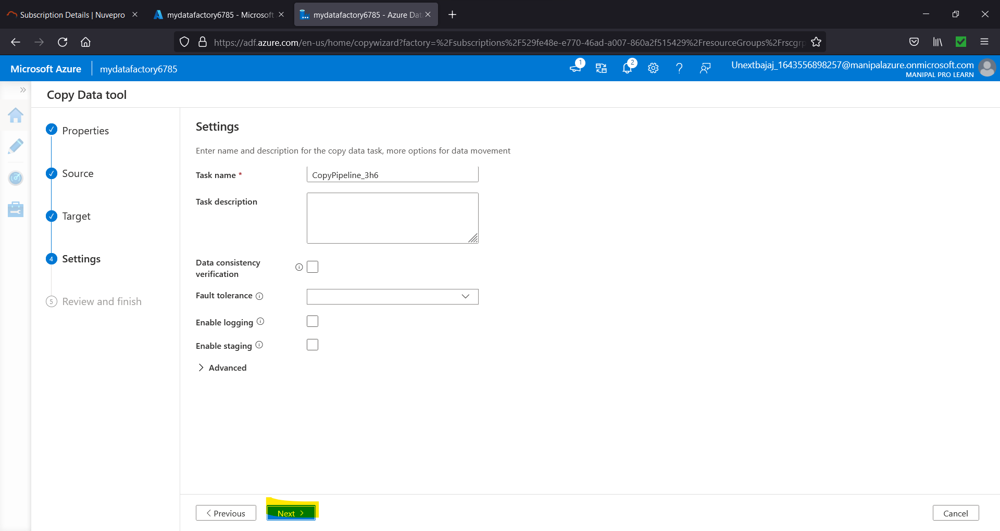 Subscription Details | Nuvepro
mydatafactory6785 - Microsoft
mydatafactory6785 - Azure Dat
https://adf.azure.com/en-us/home/copywizard?factory=%2Fsubscriptions%2F529fe48e-e770-46ad-a007-860a2f515429%2FresourceGroups%2Frscgrp
Microsoft Azure
mydatafactory6785
1
2
Unextbajaj_1643556898257@manipalazure.onmicrosoft.com
MANIPAL PRO LEARN
Copy Data tool
Properties
Source
Target
4 Settings
5 Review and finish
Settings
Enter name and description for the copy data task, more options for data movement
Task name *
CopyPipeline_3h6
Task description
Data consistency
verification
Fault tolerance
Enable logging
Enable staging
Advanced
Previous
Next
Cancel